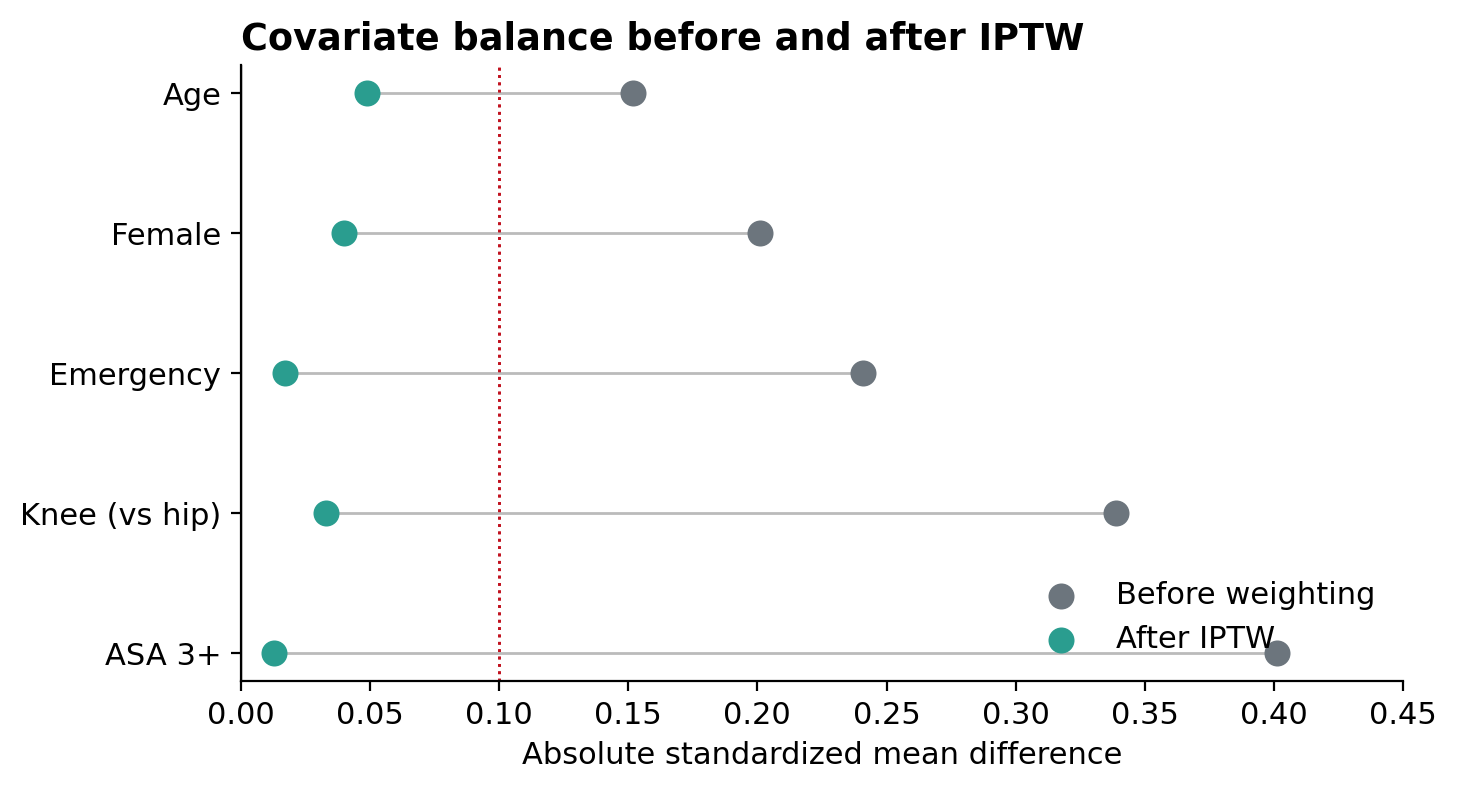 Covariate balance before and after IPTW
Age
Female
Emergency
Knee (vs hip)
ASA 3+
Before weighting
After IPTW
0.00 0.05 0.10 0.15 0.20 0.25 0.30 0.35 0.40 0.45
Absolute standardized mean difference